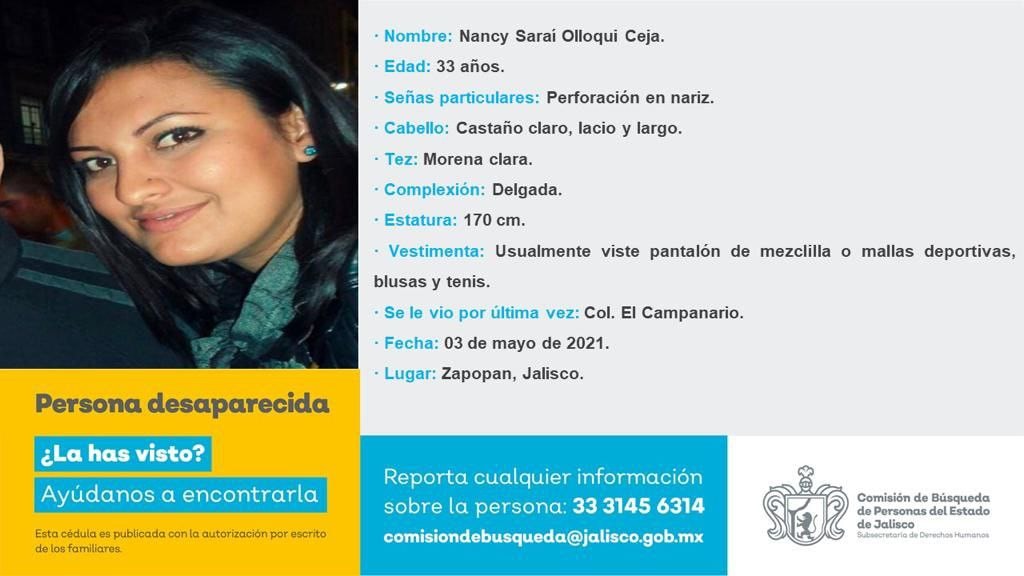 · Nombre: Nancy Saraí Olloqui Ceja.
· Edad: 33 años.
· Señas particulares: Perforación en nariz.
· Cabello: Castaño claro, lacio y largo.
· Tez: Morena clara.
· Complexión: Delgada.
· Estatura: 170 cm.
· Vestimenta: Usualmente viste pantalón de mezclilla o mallas deportivas,
blusas y tenis.
· Se le vio por última vez: Col. El Campanario.
· Fecha: 03 de mayo de 2021.
· Lugar: Zapopan, Jalisco.
Persona desaparecida
¿La has visto?
Ayúdanos a encontrarla
Esta cédula es publicada con la autorización por escrito
de los familiares.
Reporta cualquier información
sobre la persona: 33 3145 6314
comisiondebusqueda@jalisco.gob.mx
Comisión de Búsqueda
de Personas del Estado
de Jalisco
Subsecretaría de Derechos Humanos